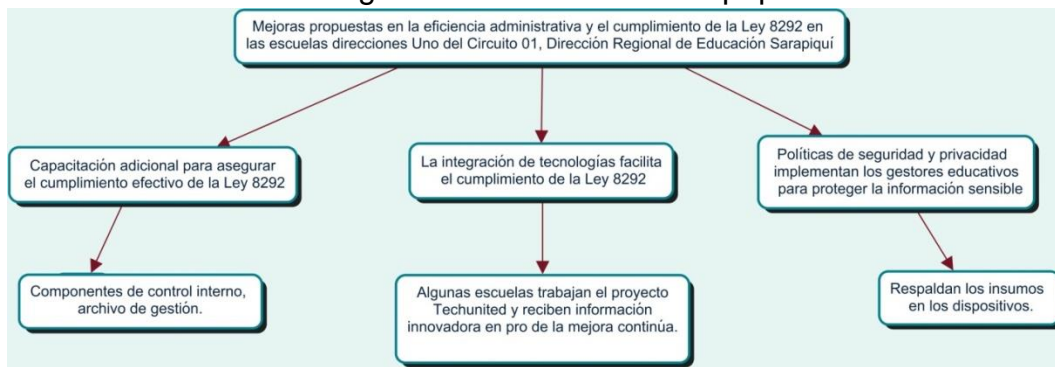 Mejoras propuestas en la eficiencia administrativa y el cumplimiento de la Ley 8292 en
las escuelas direcciones Uno del Circuito 01, Dirección Regional de Educación Sarapiquí
Capacitación adicional para asegurar
el cumplimiento efectivo de la Ley 8292
La integración de tecnologías facilita
el cumplimiento de la Ley 8292
Políticas de seguridad y privacidad
implementan los gestores educativos
para proteger la información sensible
Componentes de control interno,
archivo de gestión.
Algunas escuelas trabajan el proyecto
Techunited y reciben información
innovadora en pro de la mejora continúa.
Respaldan los insumos
en los dispositivos.